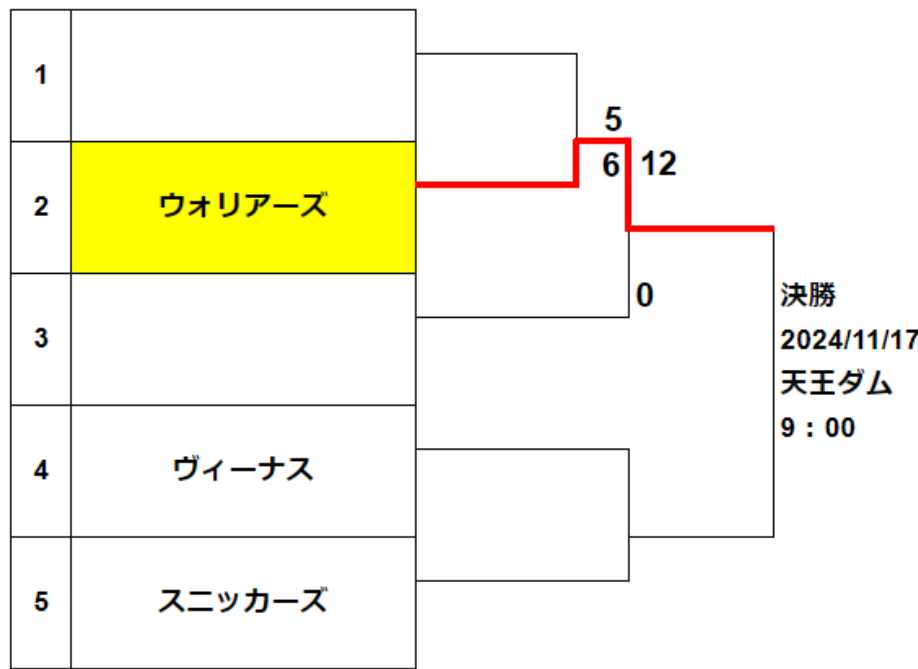 1
2 ウォリアーズ
3
4 ヴィーナス
5 スニッカーズ
5
6 12
0
決勝
2024/11/17
天王ダム
9：00